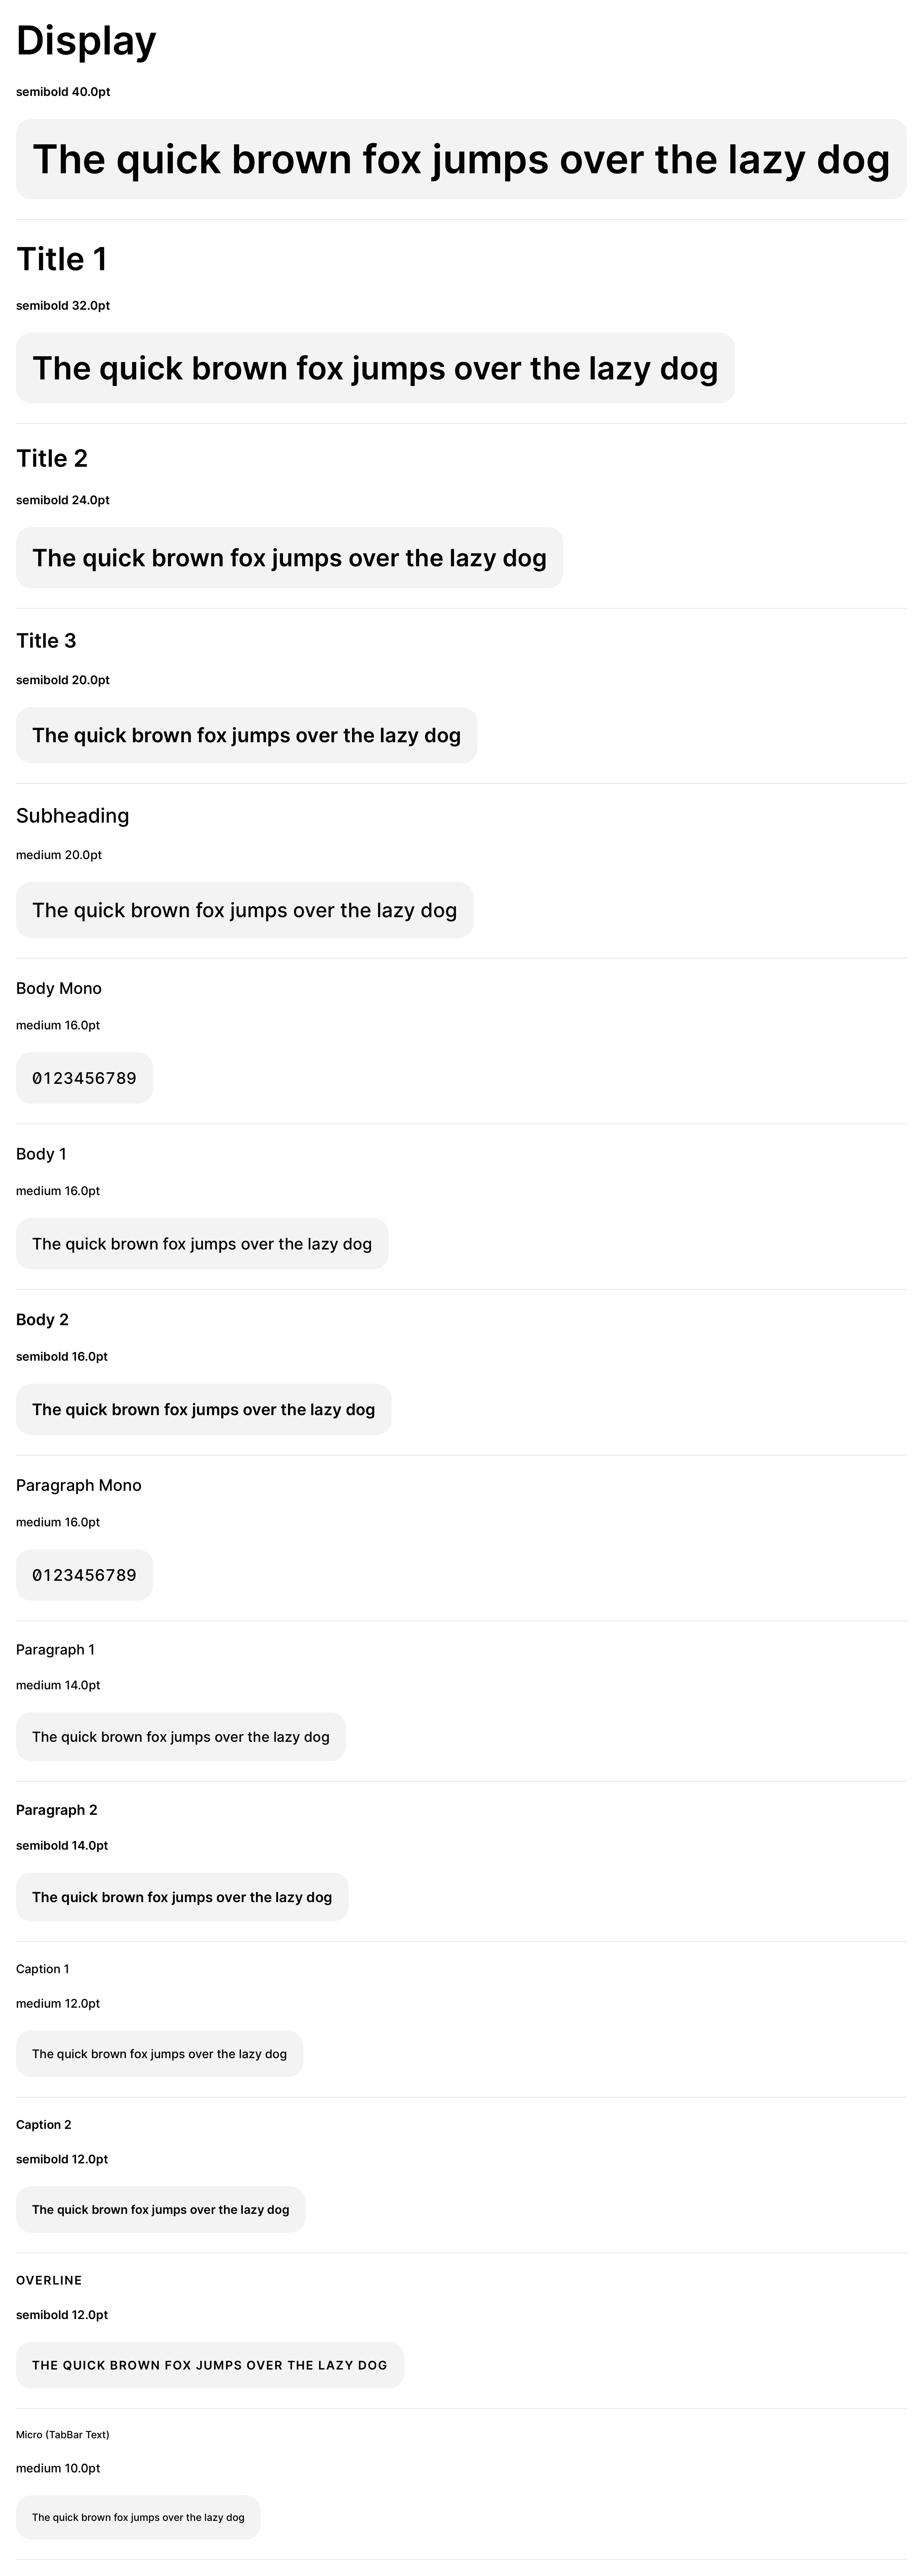 Display
semibold 40.0pt
The quick brown fox jumps over the lazy dog
Title 1
semibold 32.0pt
The quick brown fox jumps over the lazy dog
Title 2
semibold 24.0pt
The quick brown fox jumps over the lazy dog
Title 3
semibold 20.0pt
The quick brown fox jumps over the lazy dog
Subheading
medium 20.0pt
The quick brown fox jumps over the lazy dog
Body Mono
medium 16.0pt
0123456789
Body 1
medium 16.0pt
The quick brown fox jumps over the lazy dog
Body 2
semibold 16.0pt
The quick brown fox jumps over the lazy dog
Paragraph Mono
medium 16.0pt
0123456789
Paragraph 1
medium 14.0pt
The quick brown fox jumps over the lazy dog
Paragraph 2
semibold 14.0pt
The quick brown fox jumps over the lazy dog
Caption 1
medium 12.0pt
The quick brown fox jumps over the lazy dog
Caption 2
semibold 12.0pt
The quick brown fox jumps over the lazy dog
OVERLINE
semibold 12.0pt
THE QUICK BROWN FOX JUMPS OVER THE LAZY DOG
Micro (TabBar Text)
medium 10.0pt
The quick brown fox jumps over the lazy dog